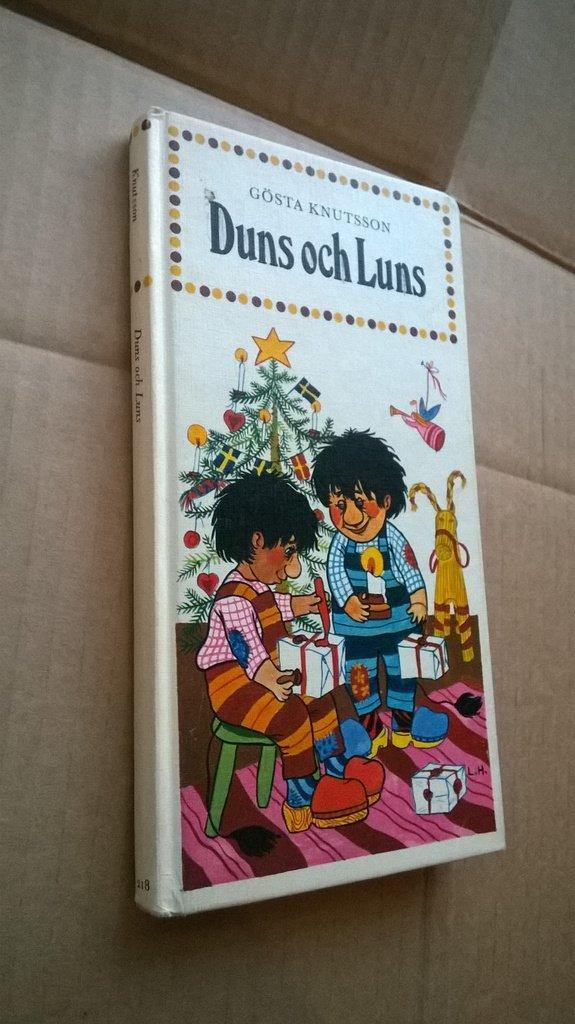 GÖSTA KNUTSSON
Duns och Luns
L.H.
Knutsson
Duns och Luns
218